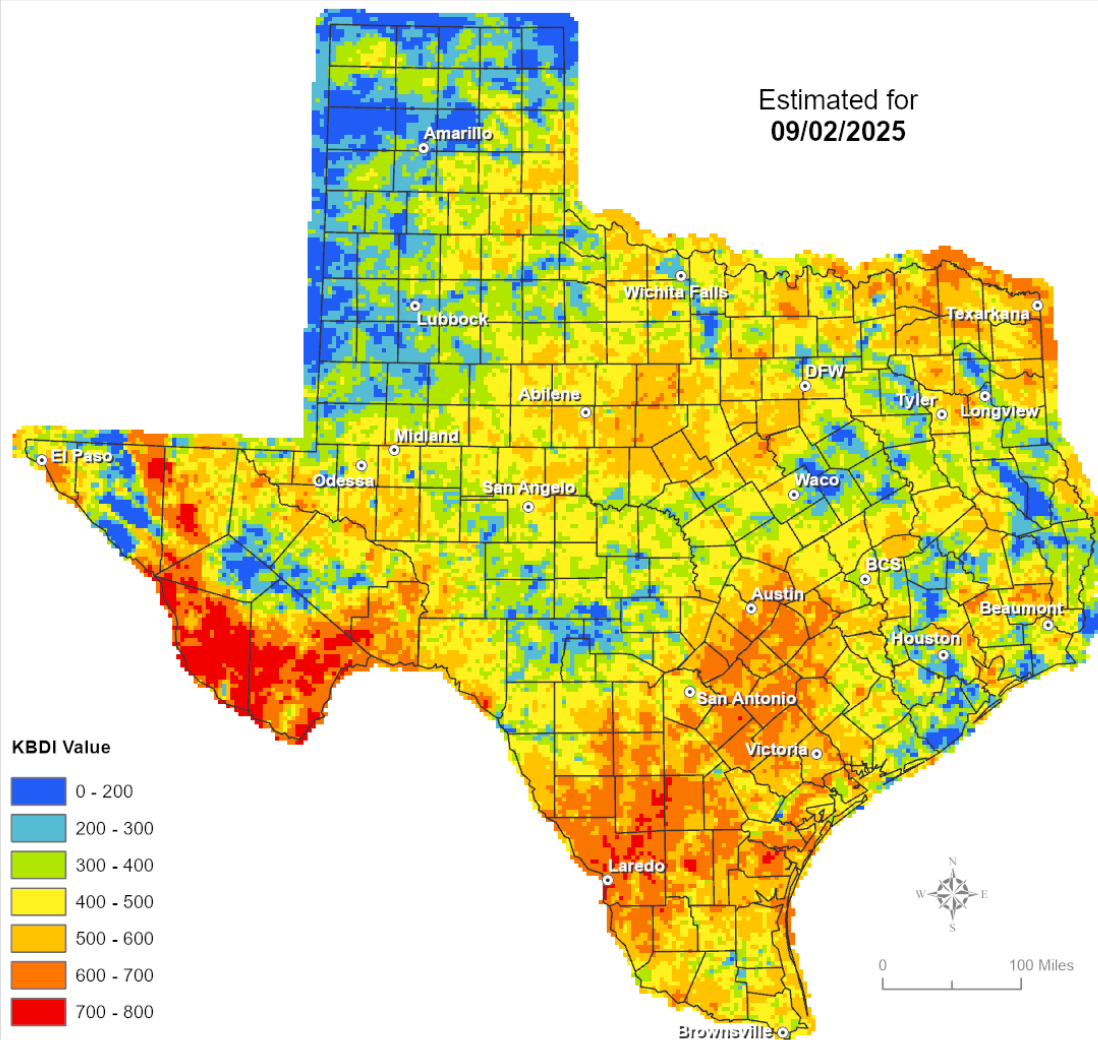 Estimated for
09/02/2025
Amarillo
Wichita Falls
Lubbock
Texarkana
DFW
Abilene
Tyler
Longview
Midland
El Paso
Odessa
San Angelo
Waco
BCS
Austin
Beaumont
Houston
San Antonio
Victoria
KBDI Value
0 - 200
200 - 300
300 - 400
400 - 500
500 - 600
600 - 700
700 - 800
Laredo
N
W E
S
0 100 Miles
Brownsville